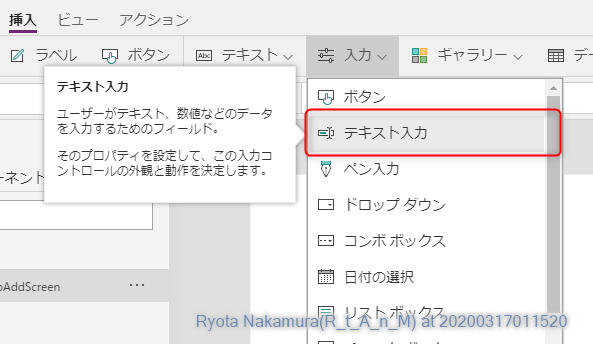 挿入 ビュー アクション
ラベル ボタン Abc テキスト 入力 ギャラリー デー
テキスト入力
ユーザーがテキスト、数値などのデータ
を入力するためのフィールド。
そのプロパティを設定して、この入力コ
ントロールの外観と動作を決定します。
ーネント
oAddScreen ...
ボタン
テキスト入力
ペン入力
ドロップ ダウン
コンボ ボックス
日付の選択
リスト ボックス
Ryota Nakamura(R_t_A_n_M) at 20200317011520